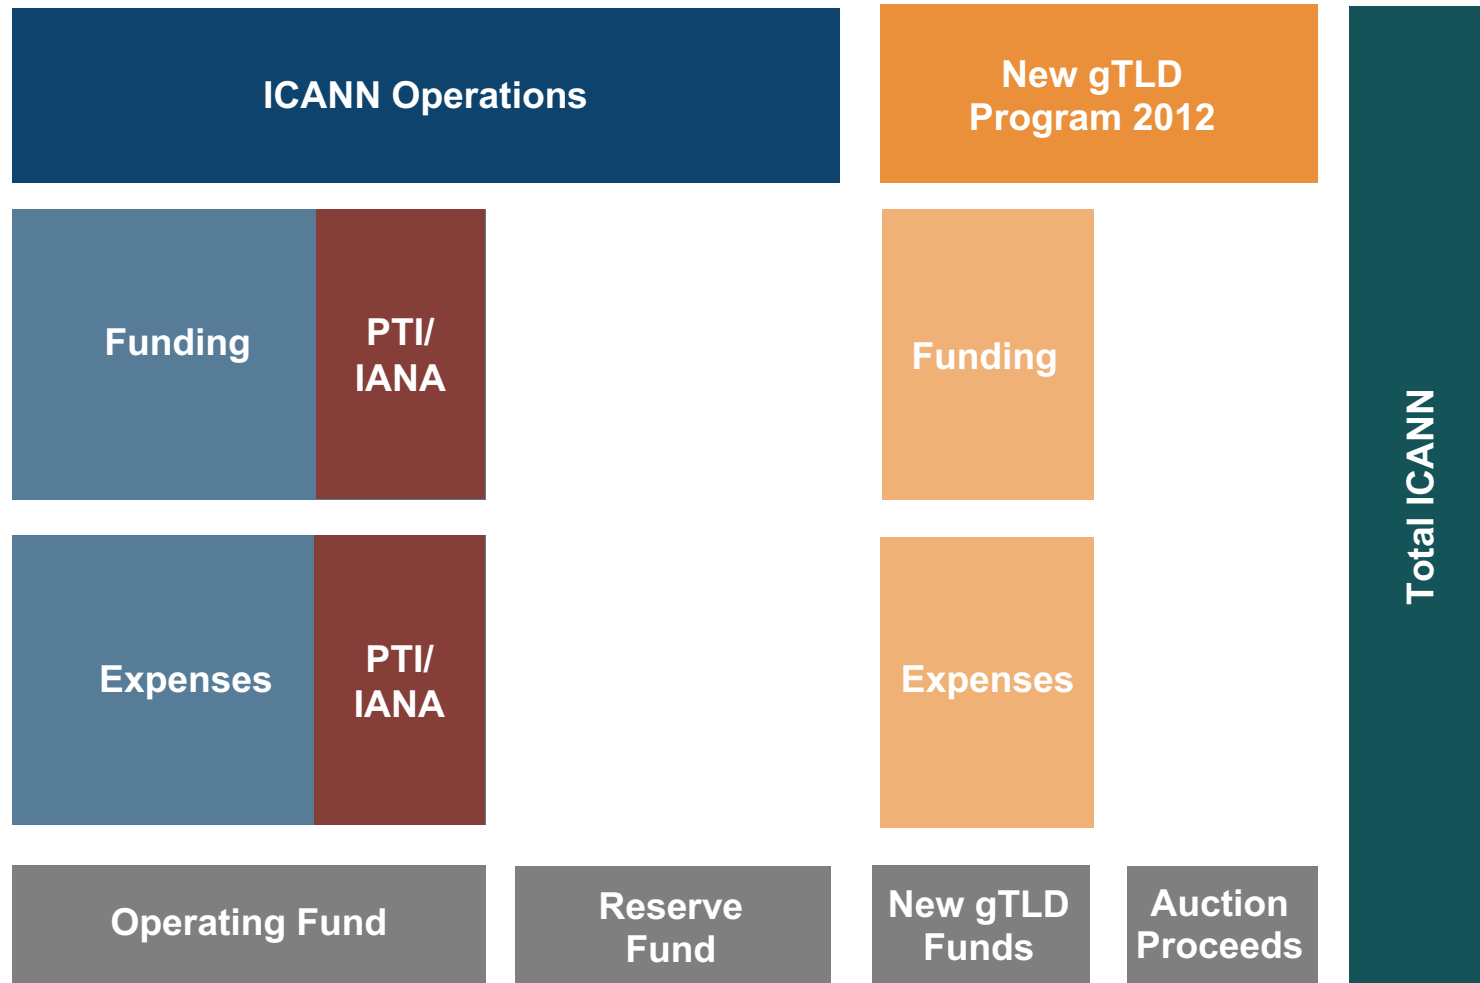 ICANN Operations
New gTLD
Program 2012
Funding
PTI/
IANA
Funding
Expenses
PTI/
IANA
Expenses
Operating Fund
Reserve
Fund
New gTLD
Funds
Auction
Proceeds
Total ICANN